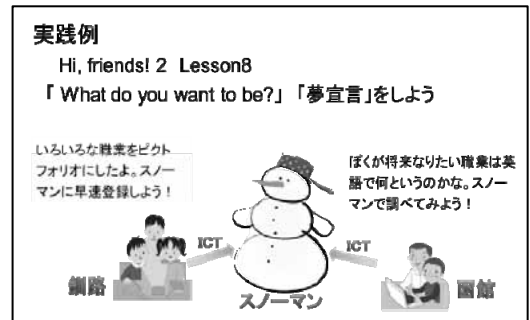 実践例
Hi, friends! 2 Lesson8
「 What do you want to be?」「夢宣言」をしよう
いろいろな職業をピクト
フォリオにしたよ。スノー
マンに早速登録しよう！
ぼくが将来なりたい職業は英
語で何というのかな。スノー
マンで調べてみよう！
ICT
ICT
釧路
スノーマン
函館